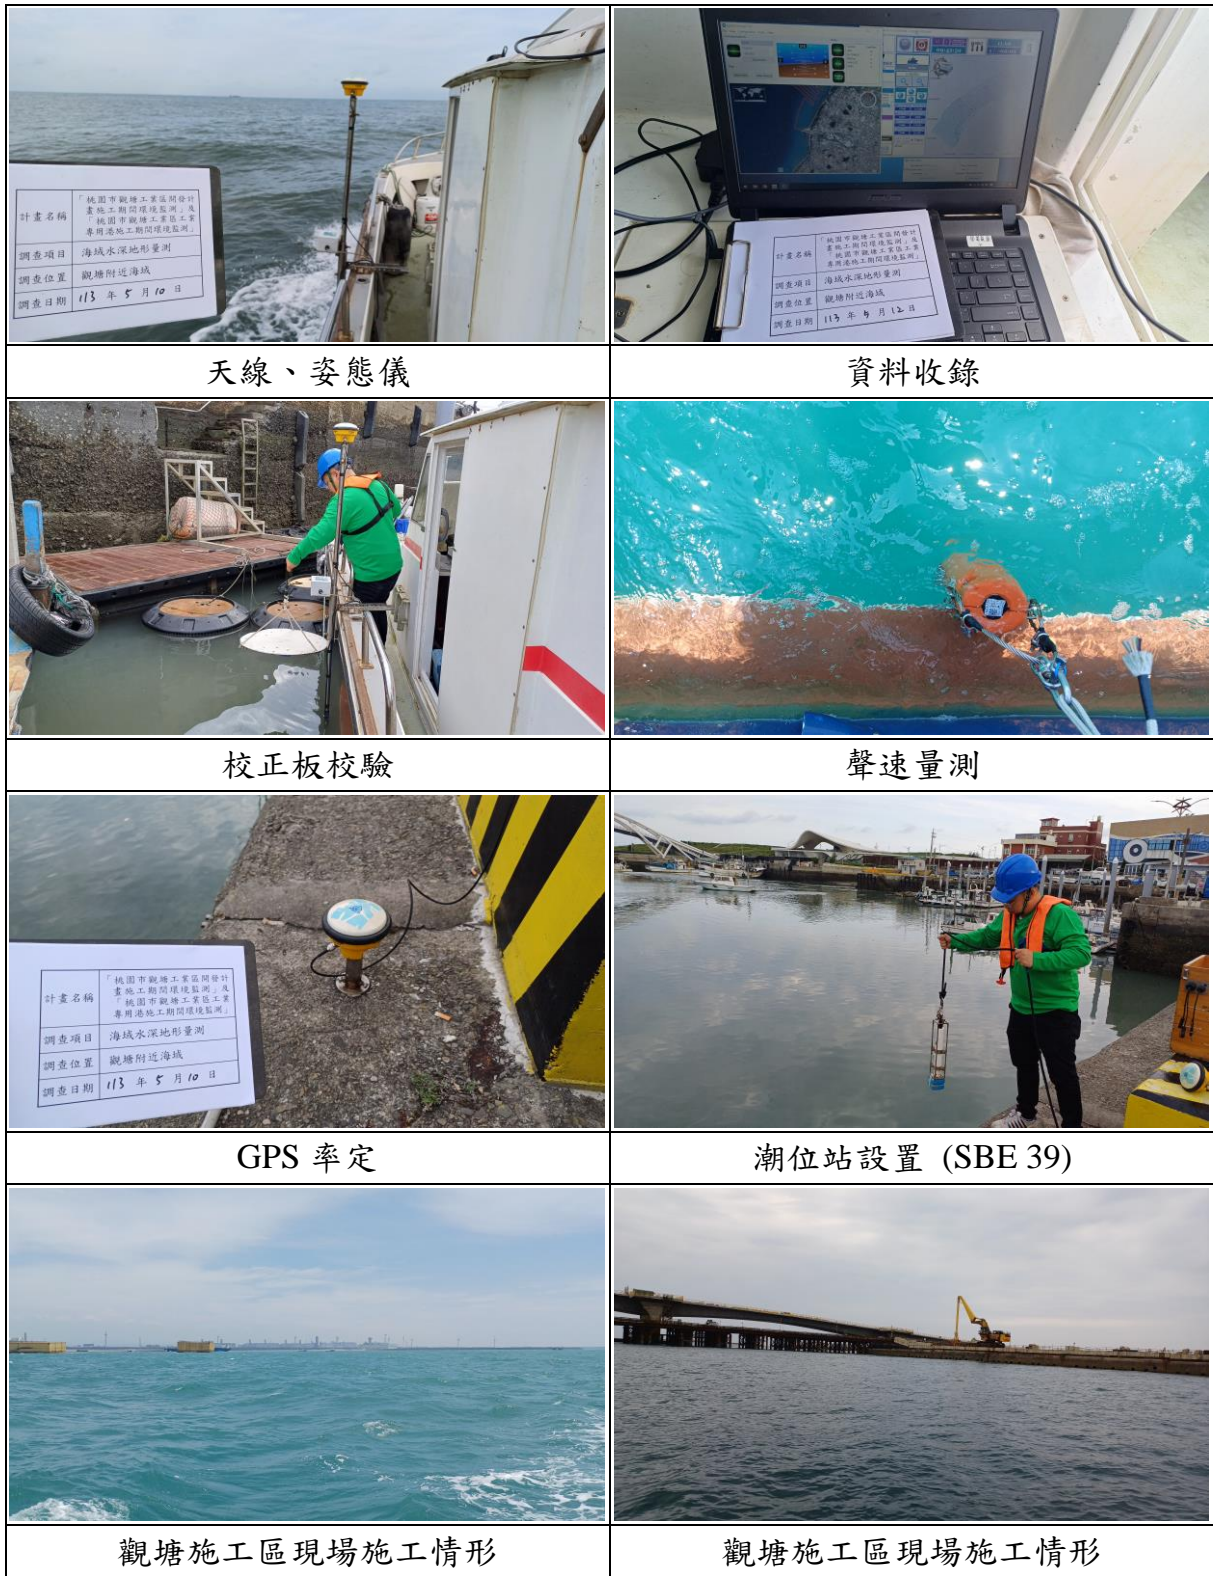 計畫名稱
「桃園市觀塘工業區開發計
畫施工期間環境監測」及
「桃園市觀塘工業區工業
專用港施工期間環境監測」
調查項目 海域水深地形量測
調查位置 觀塘附近海域
調查日期 113 年 5 月 10 日
計畫名稱
「桃園市觀塘工業區開發計
畫施工期間環境監測」及
「桃園市觀塘工業區工業
專用港施工期間環境監測」
調查項目 海域水深地形量測
調查位置 觀塘附近海域
調查日期 113 年 5 月 12 日
天線、姿態儀
資料收錄
校正板校驗
聲速量測
計畫名稱
「桃園市觀塘工業區開發計
畫施工期間環境監測」及
「桃園市觀塘工業區工業
專用港施工期間環境監測」
調查項目 海域水深地形量測
調查位置 觀塘附近海域
調查日期 113 年 5 月 10 日
GPS 率定
潮位站設置 (SBE 39)
觀塘施工區現場施工情形
觀塘施工區現場施工情形